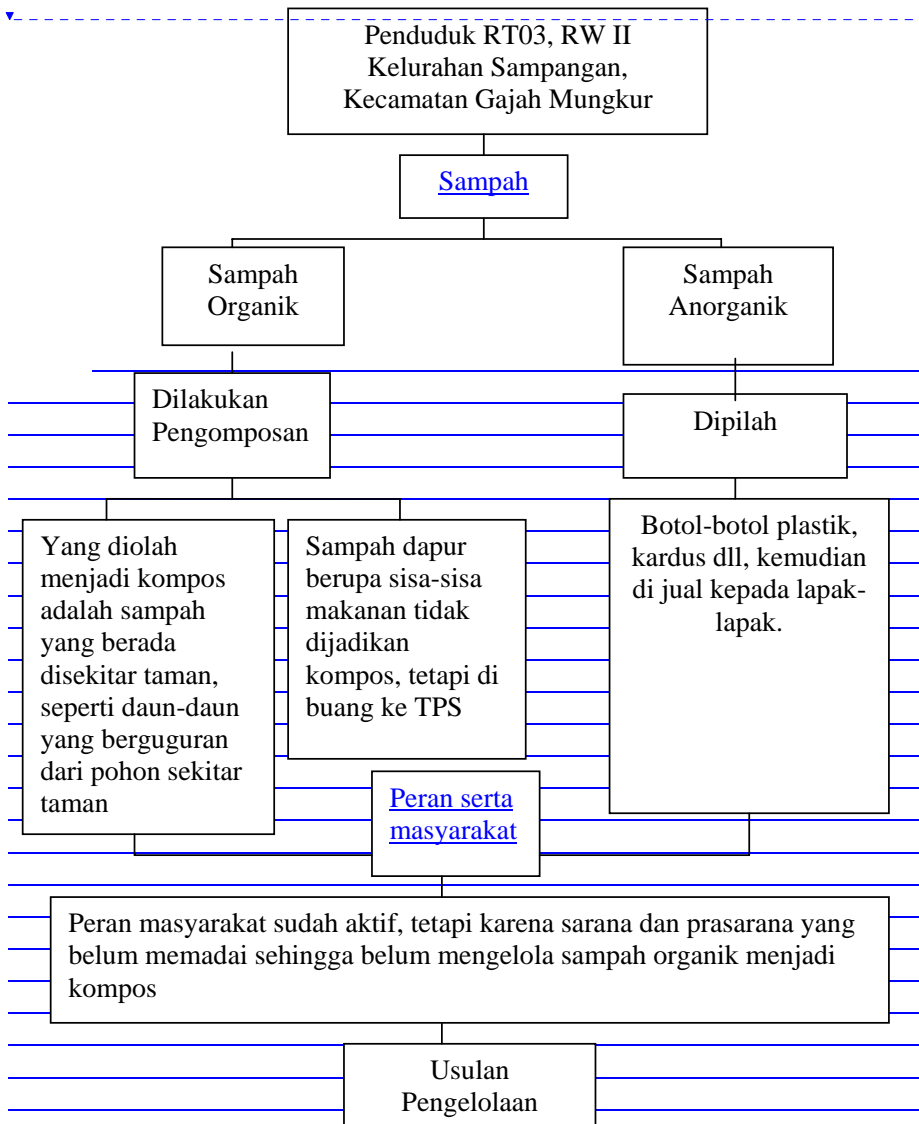 Penduduk RT03, RW II
Kelurahan Sampangan,
Kecamatan Gajah Mungkur
Sampah
Sampah
Organik
Sampah
Anorganik
Dilakukan
Pengomposan
Dipilah
Yang diolah
menjadi kompos
adalah sampah
yang berada
disekitar taman,
seperti daun-daun
yang berguguran
dari pohon sekitar
taman
Sampah dapur
berupa sisa-sisa
makanan tidak
dijadikan
kompos, tetapi di
buang ke TPS
Botol-botol plastik,
kardus dll, kemudian
di jual kepada lapak-
lapak.
Peran serta
masyarakat
Peran masyarakat sudah aktif, tetapi karena sarana dan prasarana yang
belum memadai sehingga belum mengelola sampah organik menjadi
kompos
Usulan
Pengelolaan